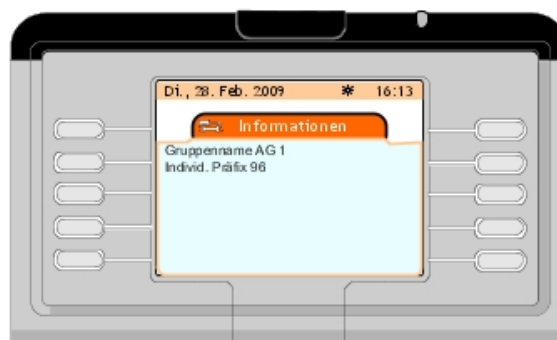 Di., 28. Feb. 2009 16:13
Informationen
Gruppenname AG 1
Individ. Präfix 96